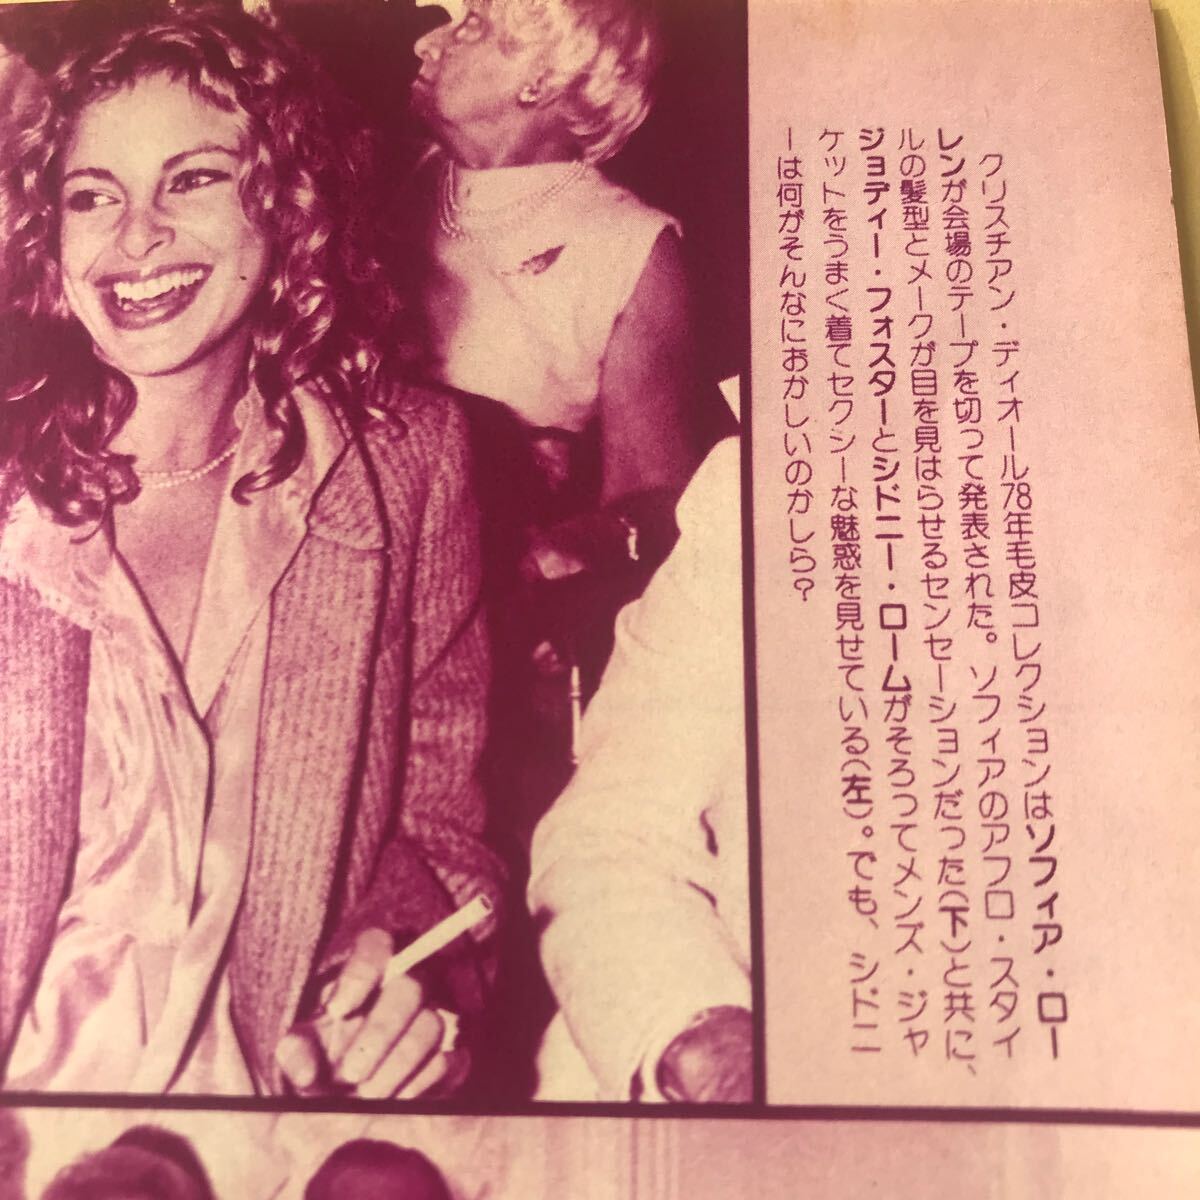 クリスチアン・ディオール78年毛皮コレクションはソフィア・ロー
レンが会場のテープを切って発表された。ソフィアのアフロ・スタイ
ルの髪型とメークが目を見はらせるセンセーションだった(下)と共に、
ジョディー・フォスターとシドニー・ロームがそろってメンズ・ジャ
ケットをうまく着てセクシーな魅惑を見せている(左)。でも、シドニ
ーは何がそんなにおかしいのかしら?